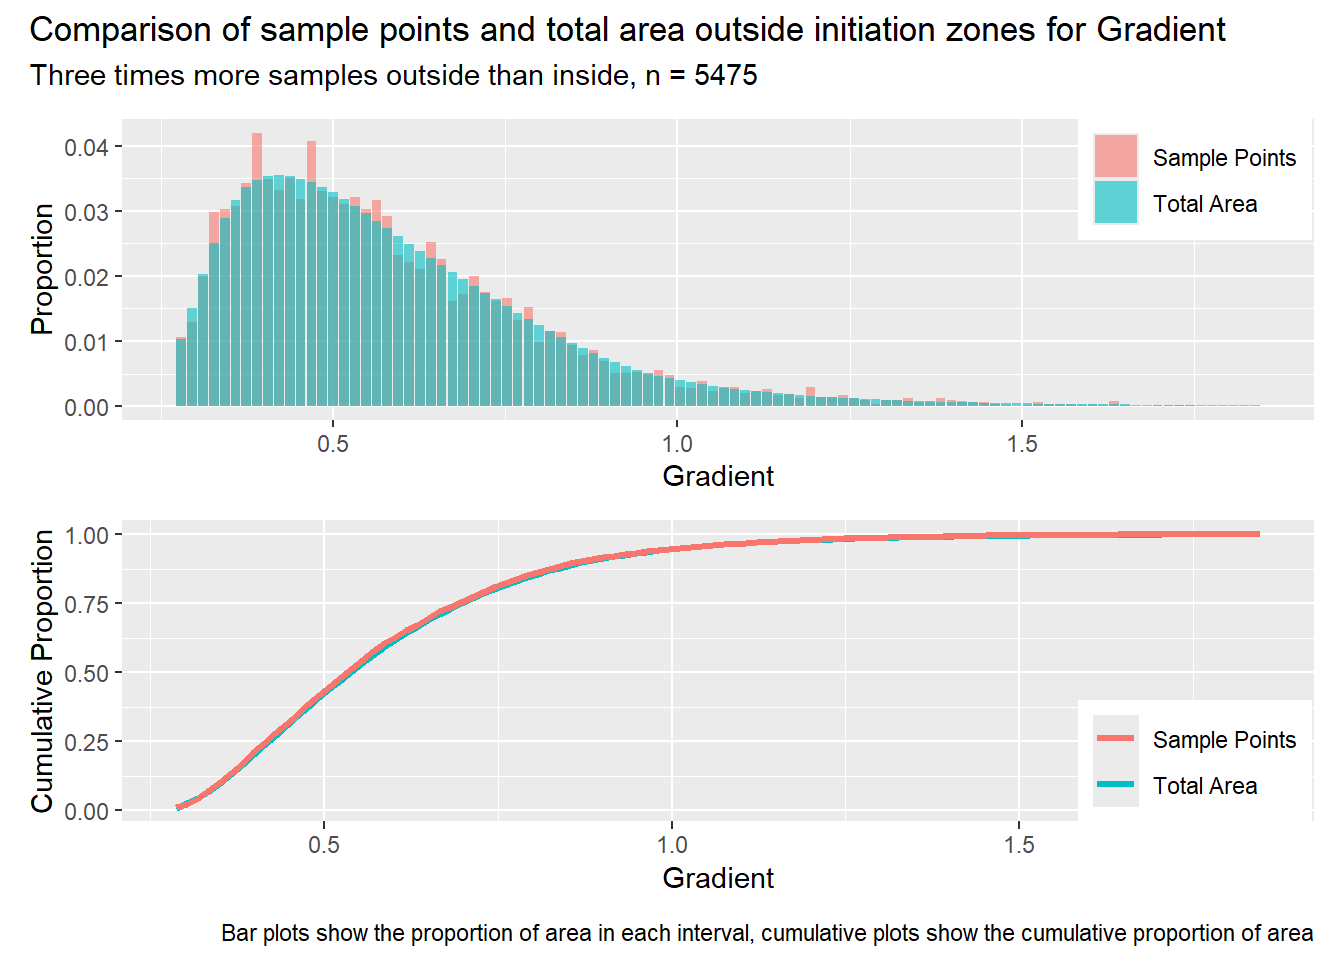 Comparison of sample points and total area outside initiation zones for Gradient
Three times more samples outside than inside, n = 5475
Proportion
0.04
0.03
0.02
0.01
0.00
Sample Points
Total Area
0.5 1.0 1.5
Gradient
Cumulative Proportion
1.00
0.75
0.50
0.25
0.00
Sample Points
Total Area
0.5 1.0 1.5
Gradient
Bar plots show the proportion of area in each interval, cumulative plots show the cumulative proportion of area